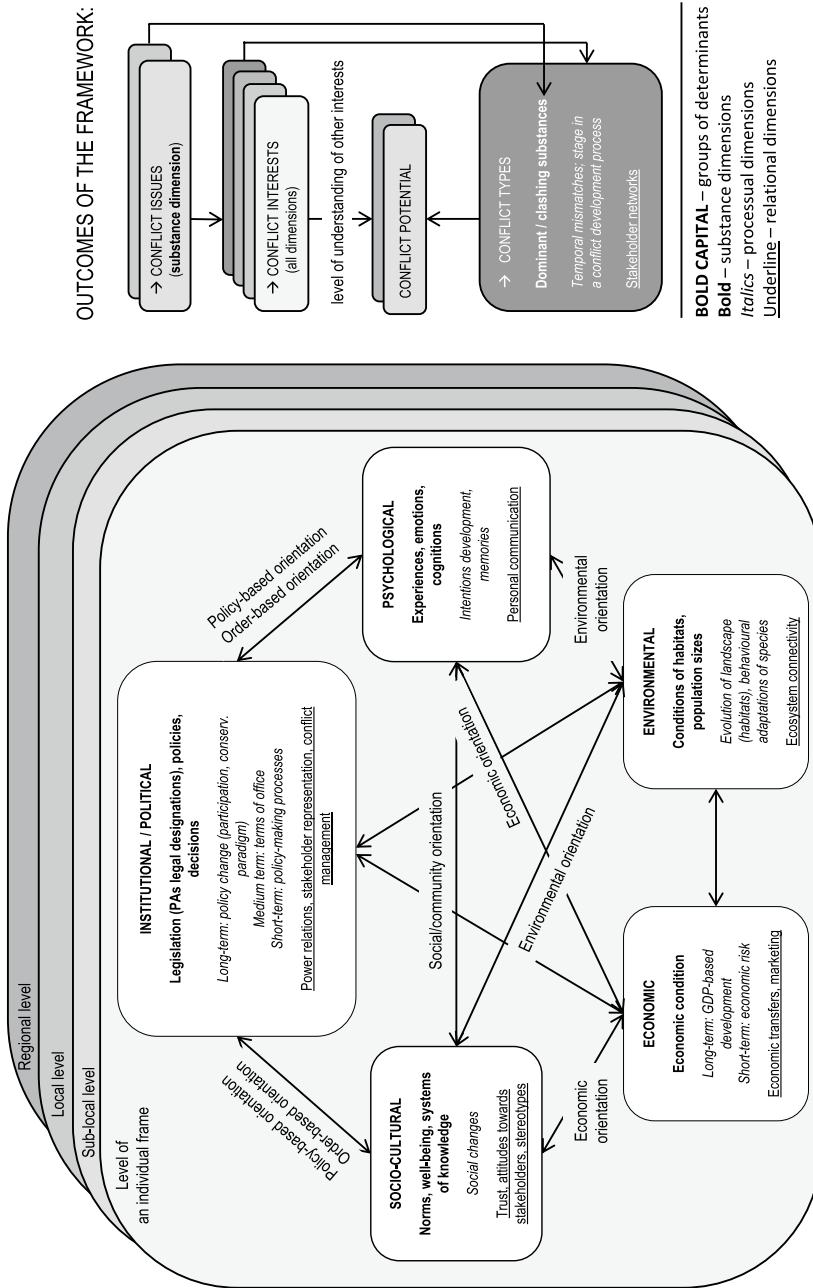 Regional level
Local level
Sub-local level
Level of
an individual frame
INSTITUTIONAL / POLITICAL
Legislation (PAs legal designations), policies,
decisions
Long-term: policy change (participation, conserv.
paradigm)
Medium term: terms of office
Short-term: policy-making processes
Power relations, stakeholder representation, conflict
management
Policy-based orientation
Order-based orientation
Policy-based orientation
Order-based orientation
SOCIO-CULTURAL
Norms, well-being, systems
of knowledge
Social changes
Trust, attitudes towards
stakeholders, stereotypes
Social/community orientation
PSYCHOLOGICAL
Experiences, emotions,
cognitions
Intentions development,
memories
Personal communication
Economic orientation
Environmental orientation
Economic
orientation
Environmental
orientation
ECONOMIC
Economic condition
Long-term: GDP-based
development
Short-term: economic risk
Economic transfers, marketing
ENVIRONMENTAL
Conditions of habitats,
population sizes
Evolution of landscape
(habitats), behavioural
adaptations of species
Ecosystem connectivity
OUTCOMES OF THE FRAMEWORK:
→ CONFLICT ISSUES
(substance dimension)
→ CONFLICT INTERESTS
(all dimensions)
level of understanding of other interests
CONFLICT POTENTIAL
→ CONFLICT TYPES
Dominant / clashing substances
Temporal mismatches; stage in
a conflict development process
Stakeholder networks
BOLD CAPITAL – groups of determinants
Bold – substance dimensions
Italics – processual dimensions
Underline – relational dimensions